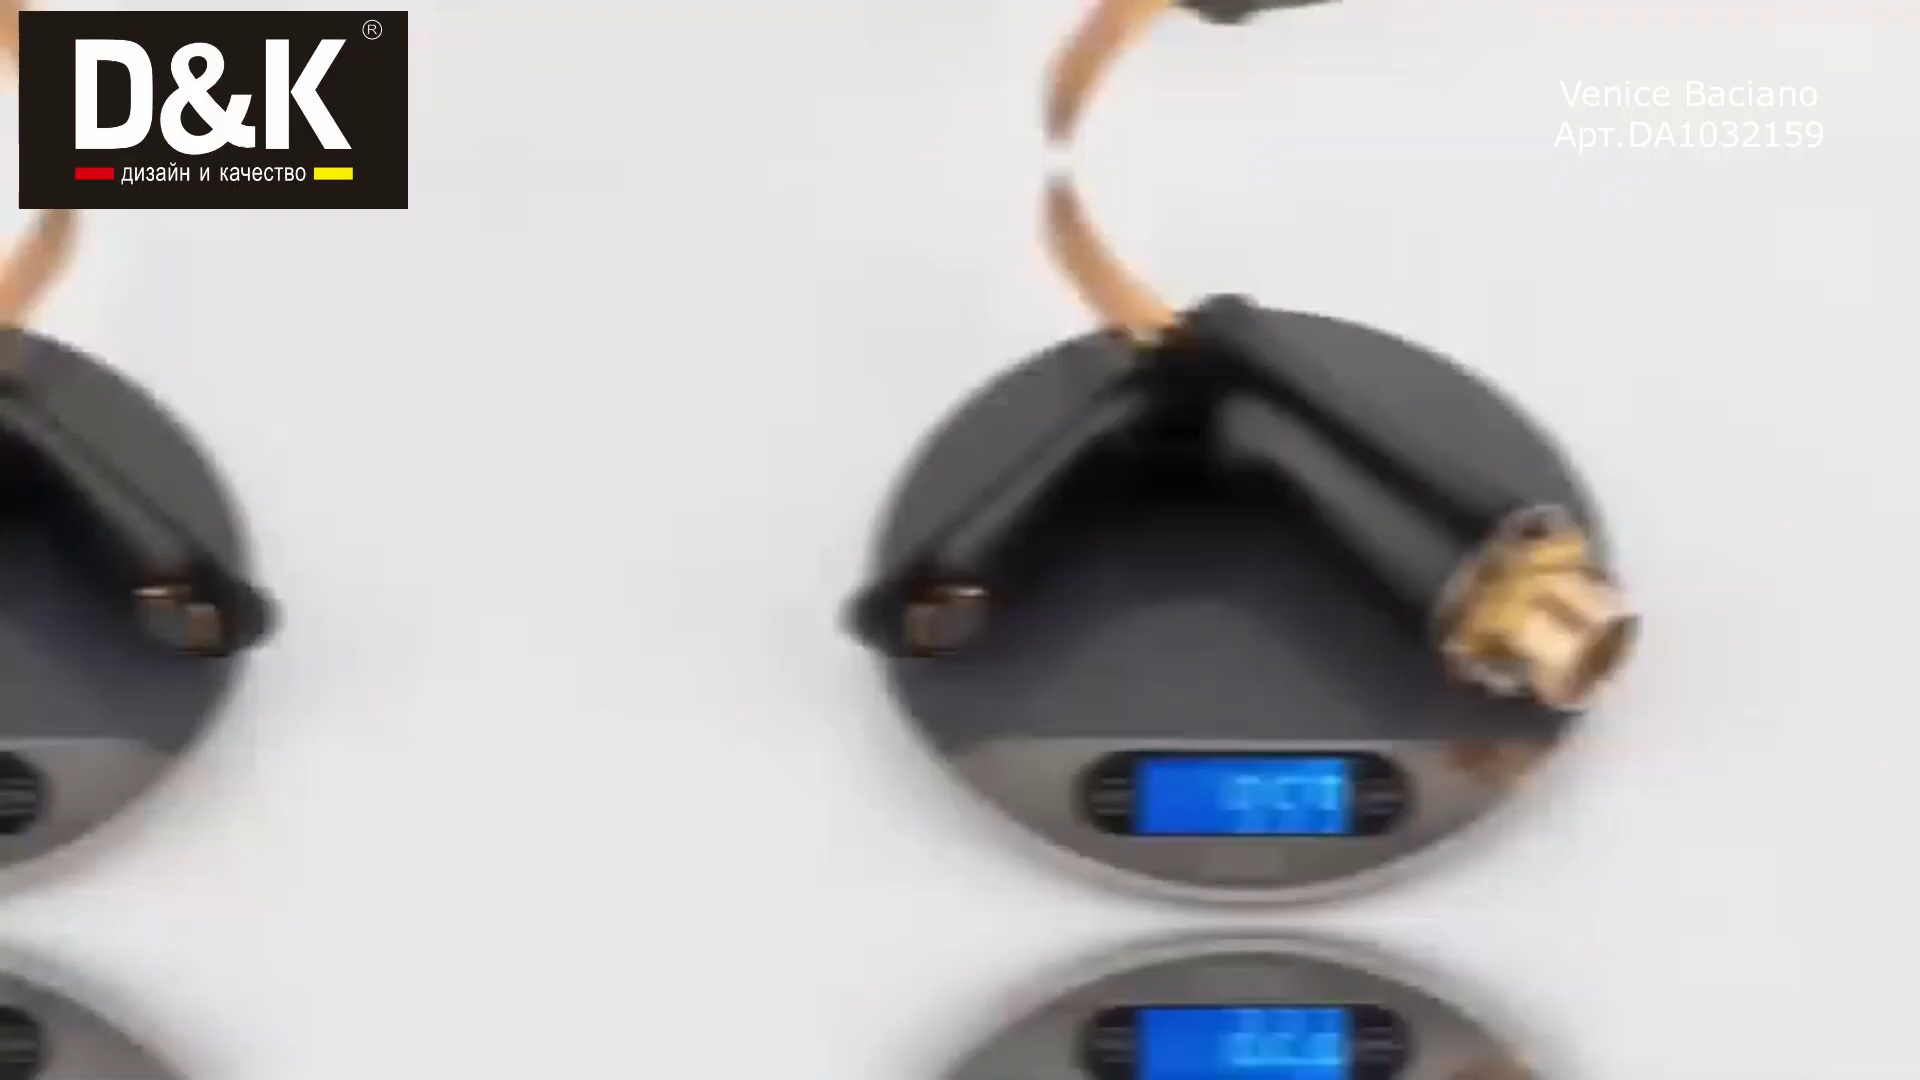 D&K®
дизайн и качество
Venice Baciano
Арт.DA1032159